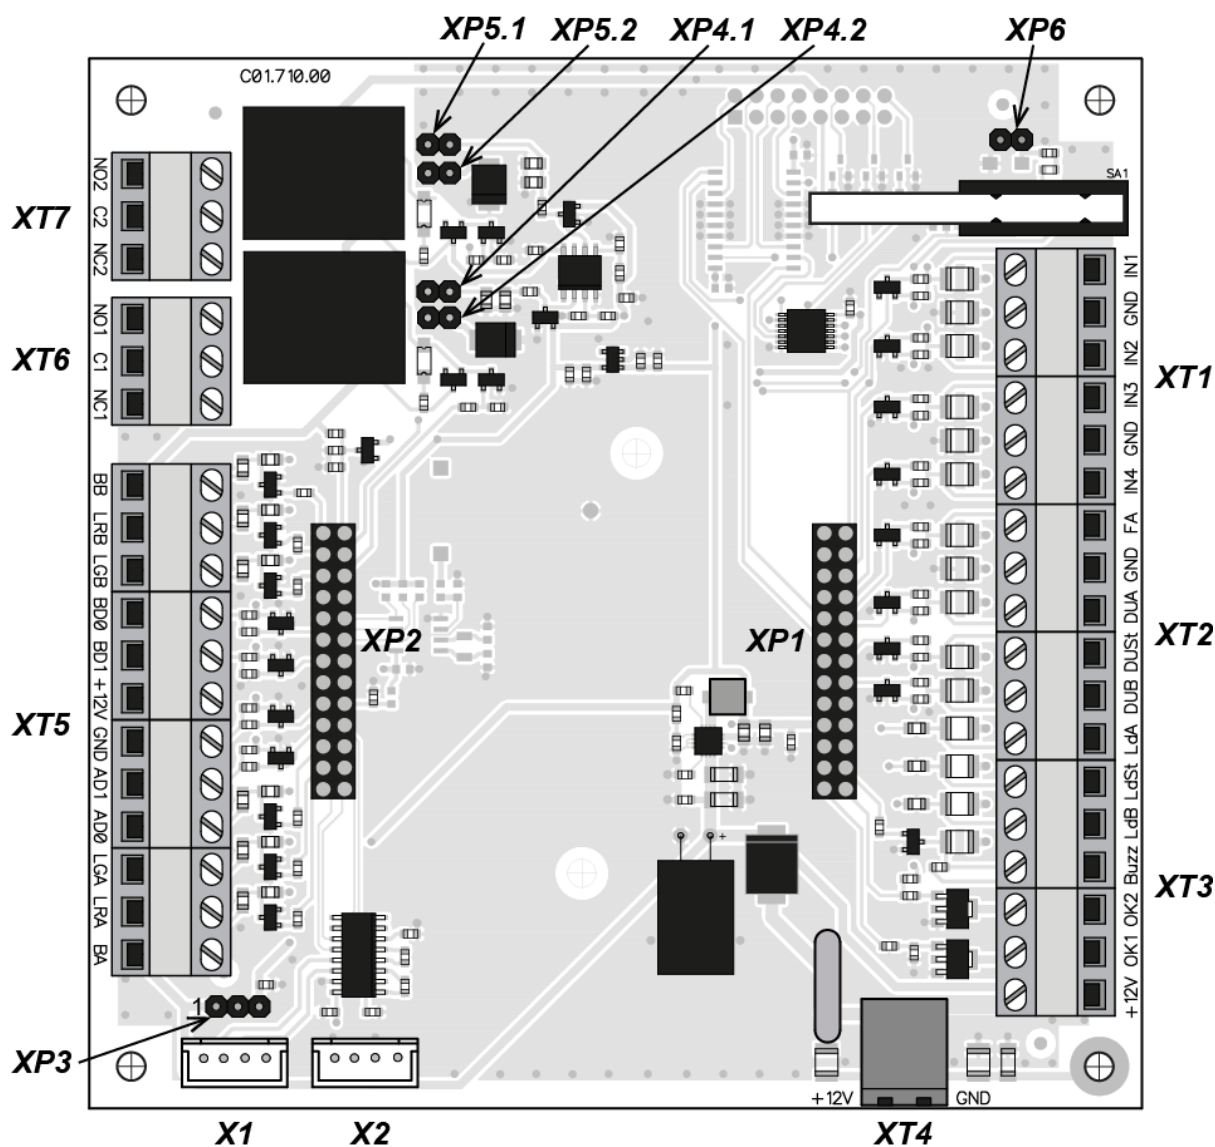 XP5.1 XP5.2 XP4.1 XP4.2 XP6
C01.710.00
SA1
XT7
NO2
C2
NC2
XT6
NO1
C1
NC1
XT5
BB
LRB
LGB
BD0
BD1
+12V
GND
AD1
AD0
LGA
LRA
BA
XP2
XP1
XT1
IN1
GND
IN2
IN3
GND
IN4
XT2
FA
GND
DUA
DUSt
DUB
LdA
XT3
LdSt
LdB
Buzz
OK2
OK1
+12V
+
1
XP3
+12V GND
X1 X2 XT4